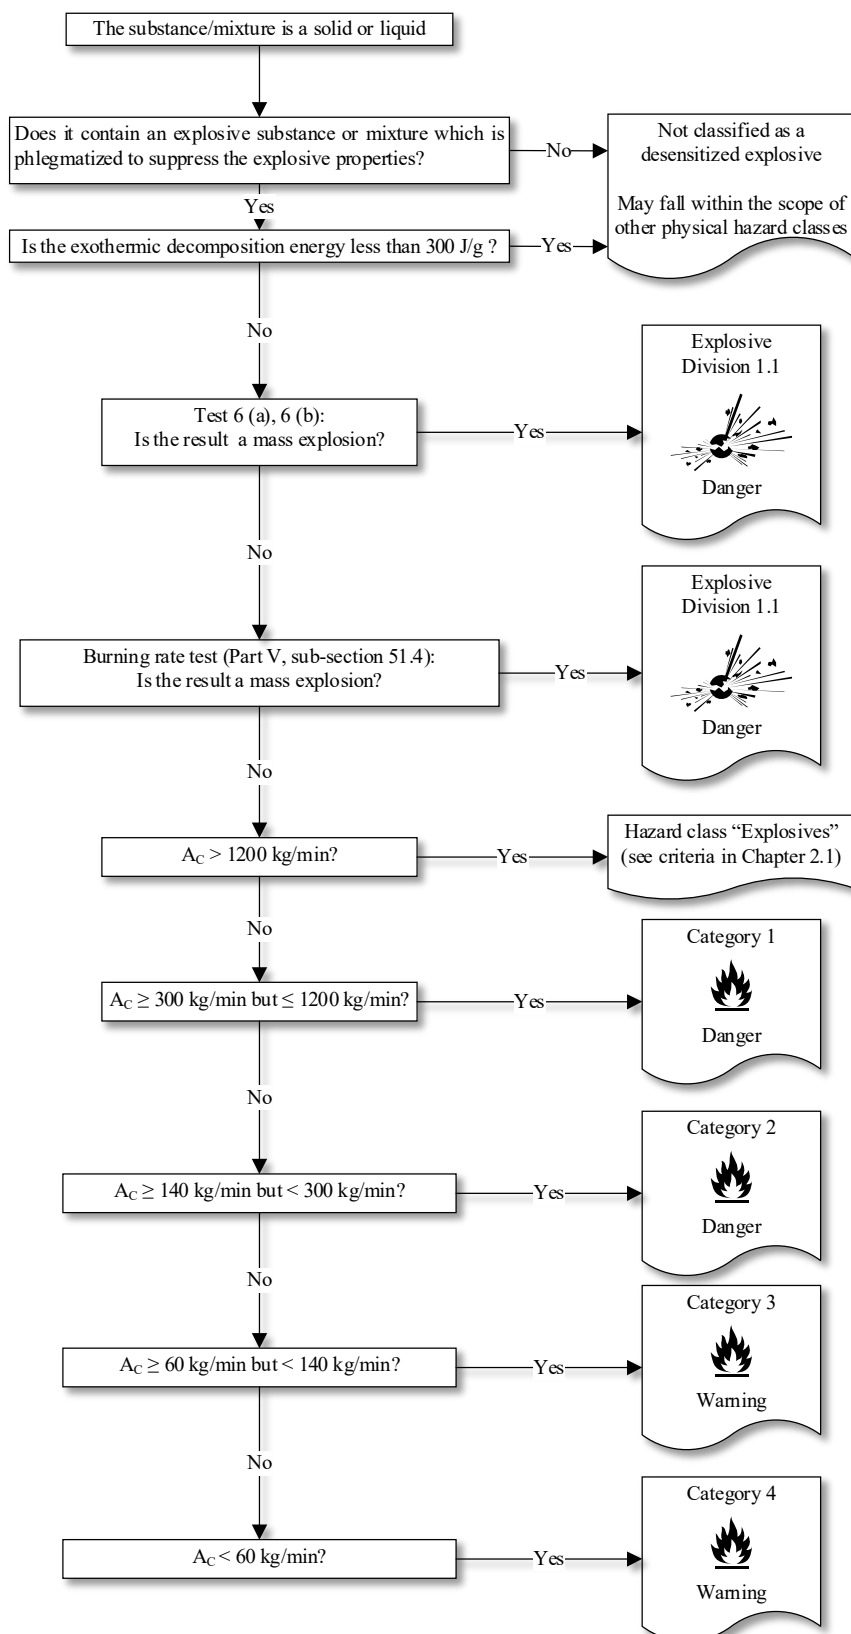 The substance/mixture is a solid or liquid
Does it contain an explosive substance or mixture which is
phlegmatized to suppress the explosive properties?
No
Not classified as a
desensitized explosive
May fall within the scope of
other physical hazard classes
Yes
Is the exothermic decomposition energy less than 300 J/g ?
Yes
No
Test 6 (a), 6 (b):
Is the result a mass explosion?
Yes
Explosive
Division 1.1
Danger
No
Burning rate test (Part V, sub-section 51.4):
Is the result a mass explosion?
Yes
Explosive
Division 1.1
Danger
No
A_C > 1200 kg/min?
Yes
Hazard class “Explosives”
(see criteria in Chapter 2.1)
No
A_C ≥ 300 kg/min but ≤ 1200 kg/min?
Yes
Category 1
Danger
No
A_C ≥ 140 kg/min but < 300 kg/min?
Yes
Category 2
Danger
No
A_C ≥ 60 kg/min but < 140 kg/min?
Yes
Category 3
Warning
No
A_C < 60 kg/min?
Yes
Category 4
Warning